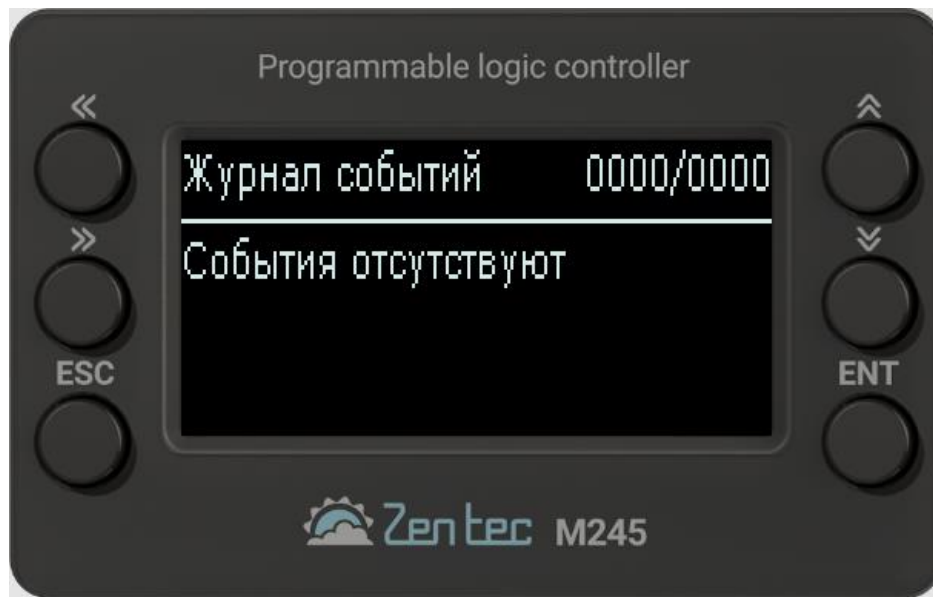 Programmable logic controller
«
»
ESC
Журнал событий 0000/0000
События отсутствуют
ENT
Zentec M245